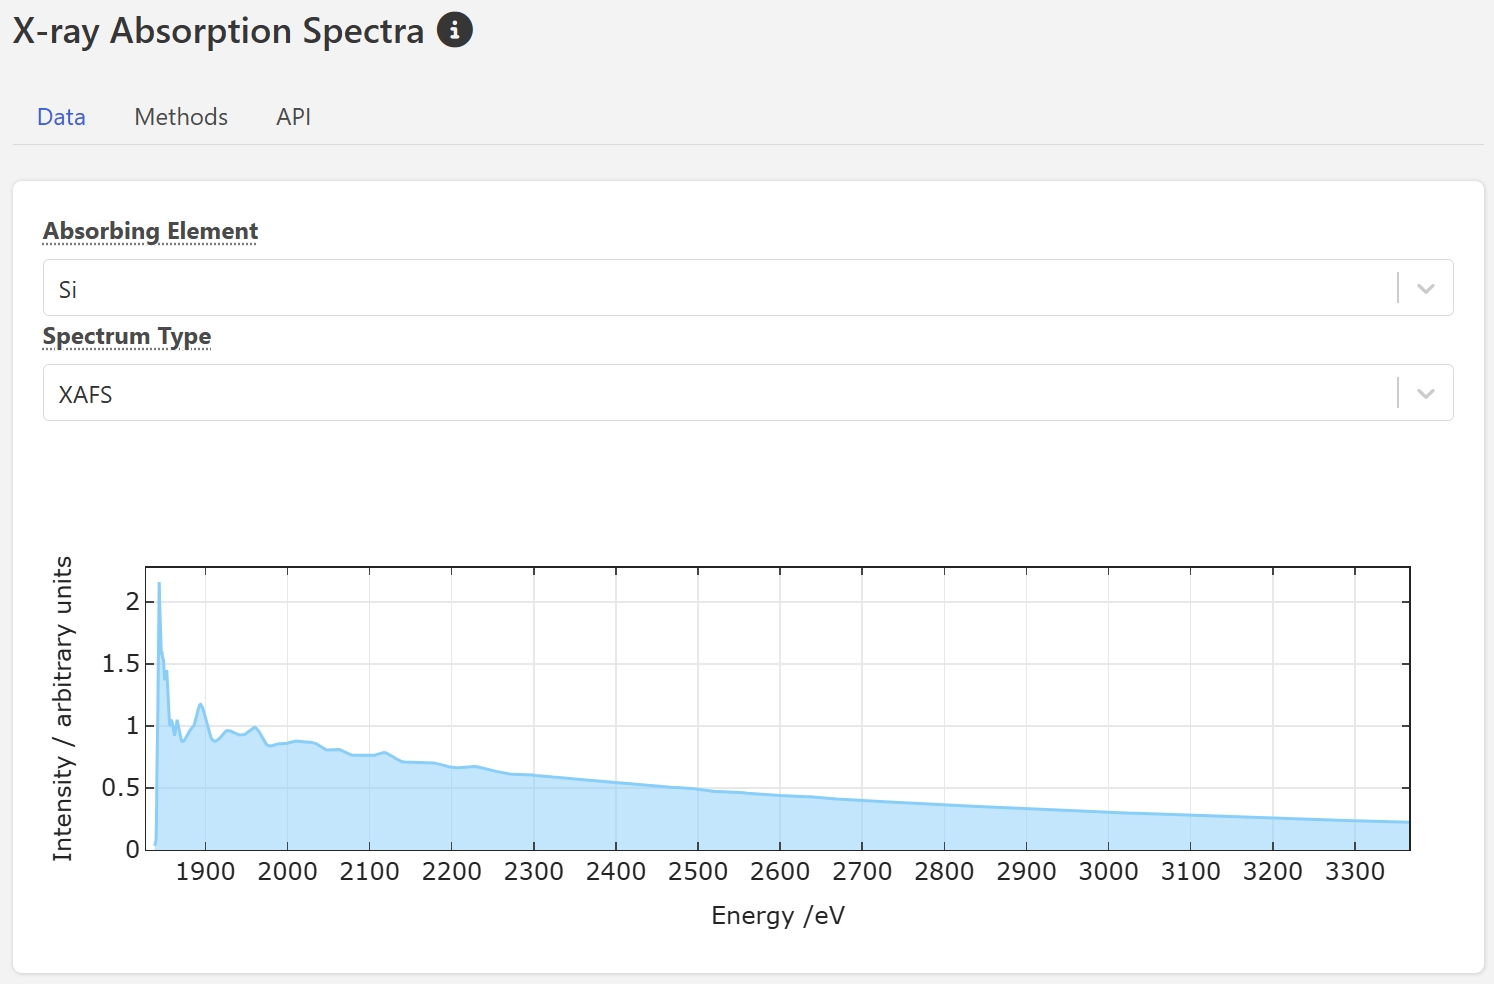 X-ray Absorption Spectra
Data Methods API
Absorbing Element
Si
Spectrum Type
XAFS
Intensity / arbitrary units
2
1.5
1
0.5
0
1900 2000 2100 2200 2300 2400 2500 2600 2700 2800 2900 3000 3100 3200 3300
Energy /eV